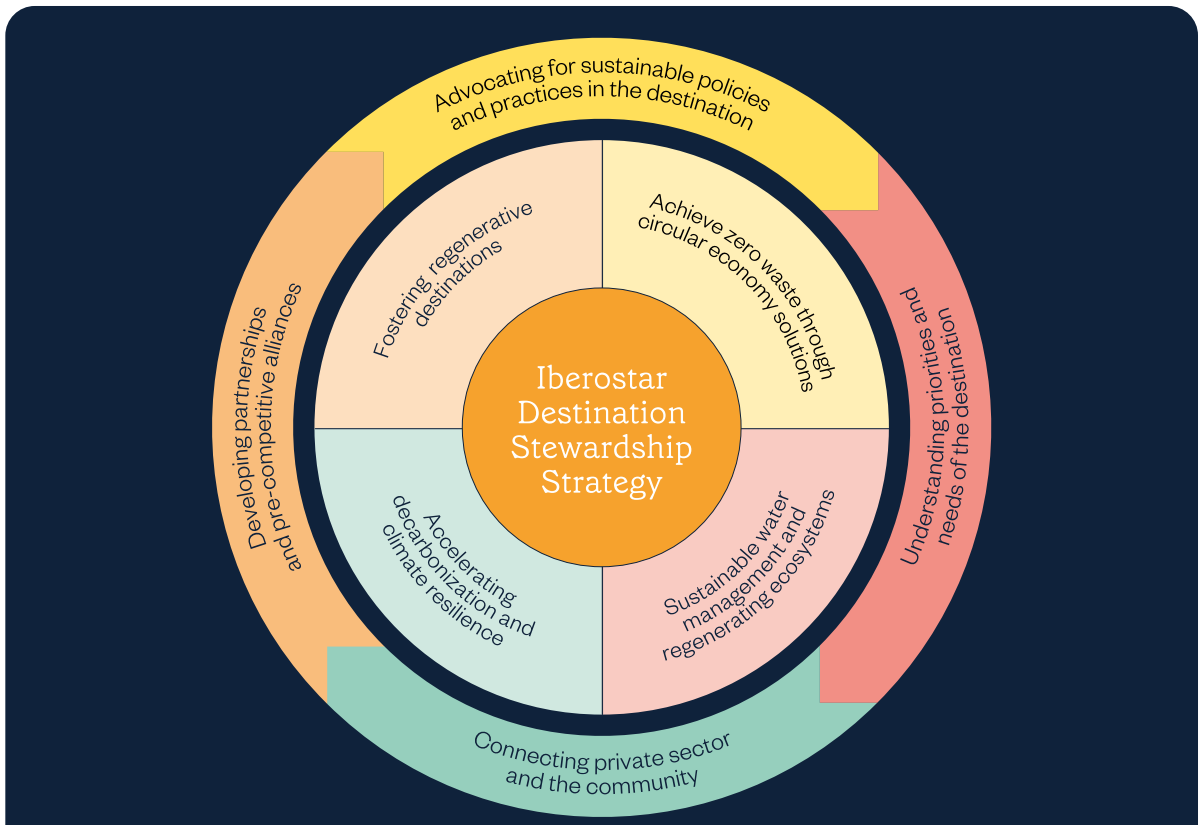 Advocating for sustainable policies
and practices in the destination
Understanding priorities and
needs of the destination
Connecting private sector
and the community
Developing partnerships
and pre-competitive alliances
Fostering regenerative
destinations
Achieve zero waste through
circular economy solutions
Sustainable water
management and
regenerating ecosystems
Accelerating
decarbonization and
climate resilience
Iberostar
Destination
Stewardship
Strategy